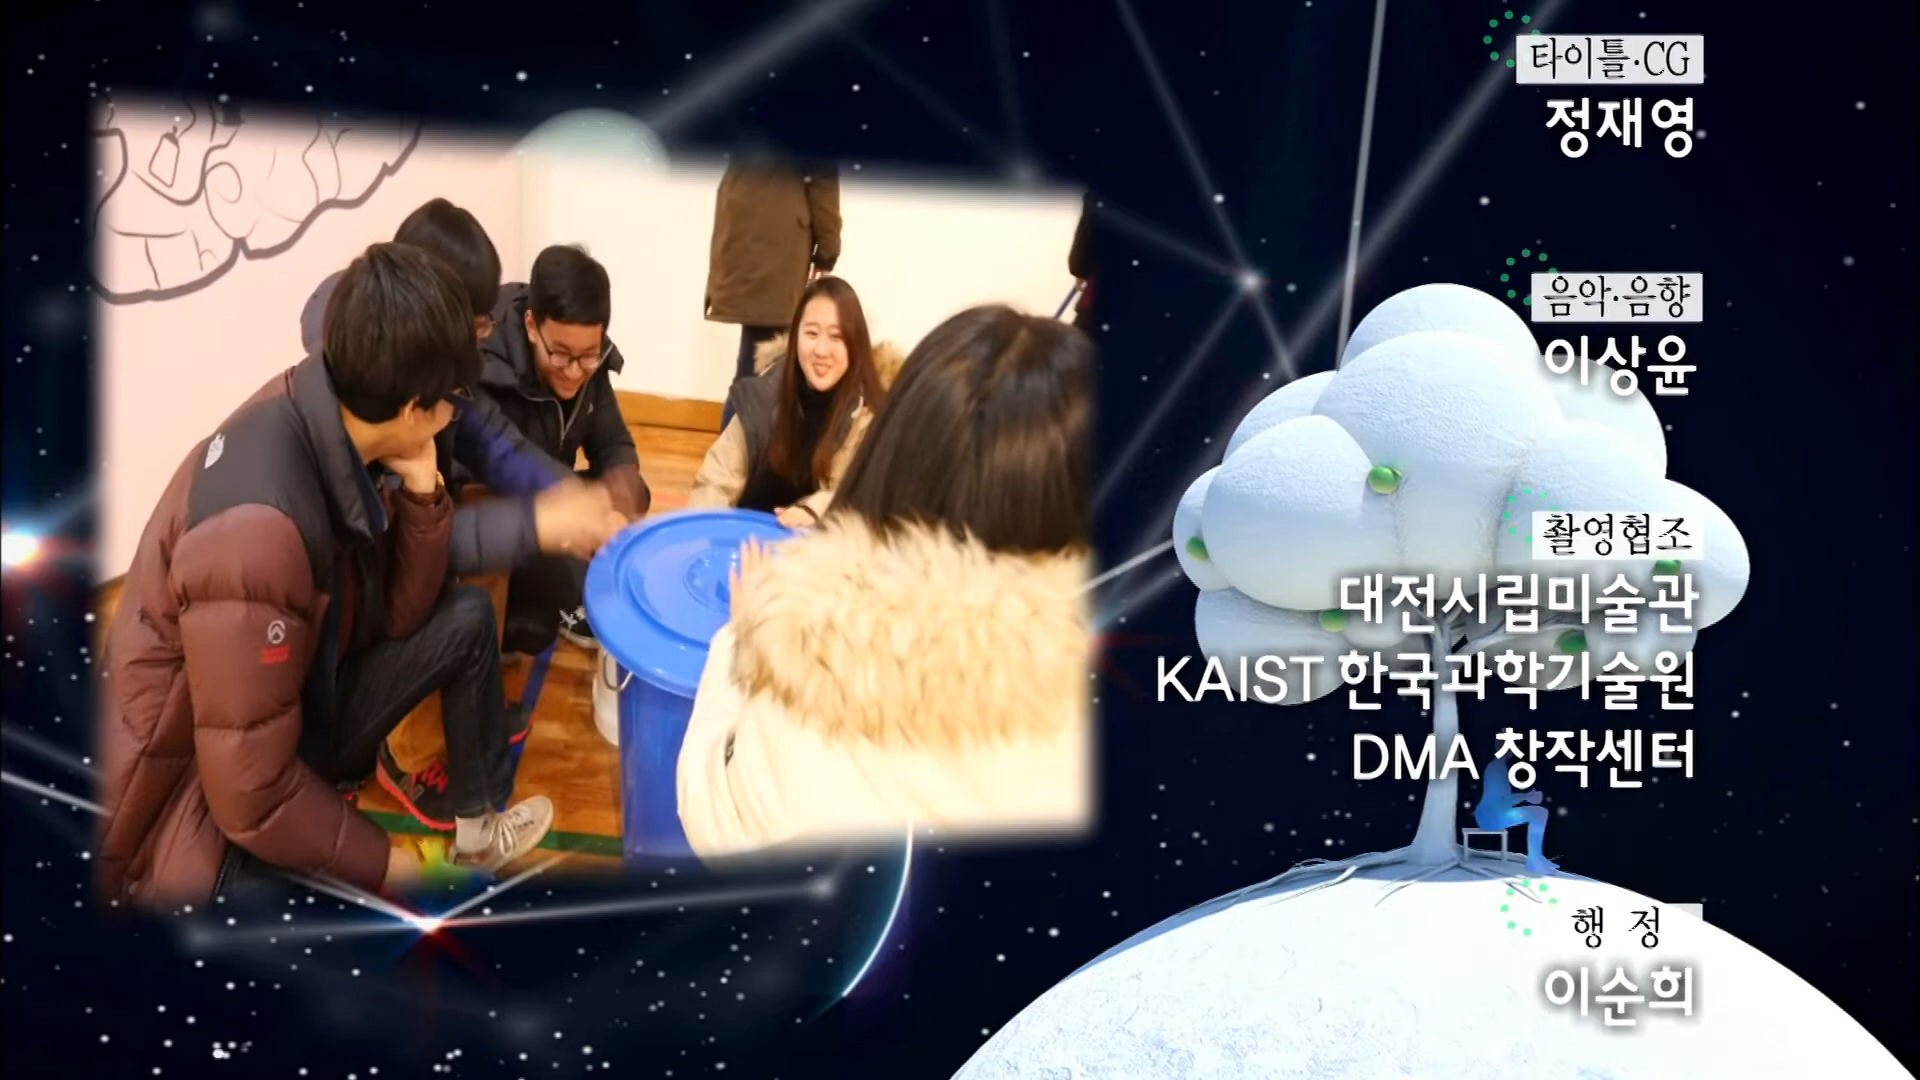 타이틀·CG
정재영
음악·음향
이상윤
촬영협조
대전시립미술관
KAIST 한국과학기술원
DMA 창작센터
행 정
이순희
Th